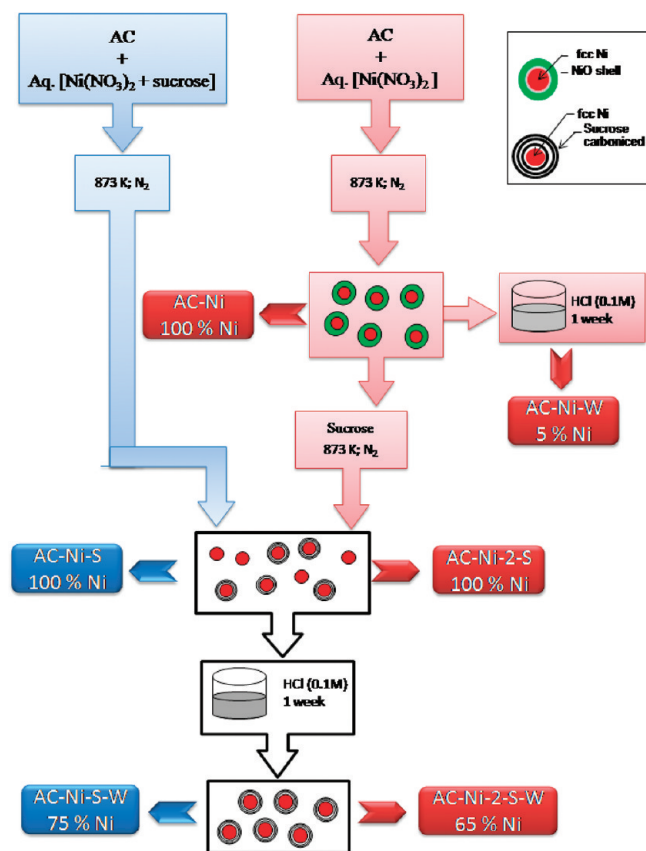 AC
+
Aq. [Ni(NO₃)₂ + sucrose]
AC
+
Aq. [Ni(NO₃)₂ ]
fcc Ni
NiO shell
fcc Ni
Sucrose
carboniced
873 K; N₂
873 K; N₂
AC-Ni
100 % Ni
HCl (0.1M)
1 week
AC-Ni-W
5 % Ni
Sucrose
873 K; N₂
AC-Ni-S
100 % Ni
AC-Ni-2-S
100 % Ni
HCl (0.1M)
1 week
AC-Ni-S-W
75 % Ni
AC-Ni-2-S-W
65 % Ni